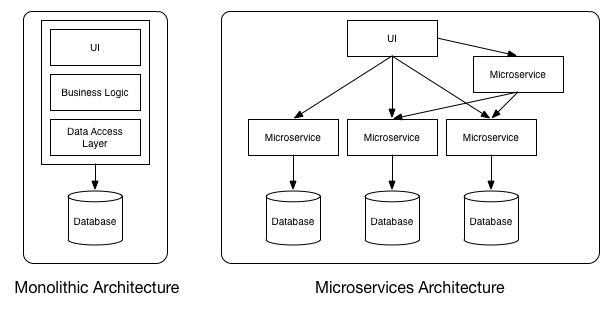 UI
Business Logic
Data Access
Layer
Database
Monolithic Architecture
UI
Microservice
Microservice
Microservice
Microservice
Database
Database
Database
Microservices Architecture